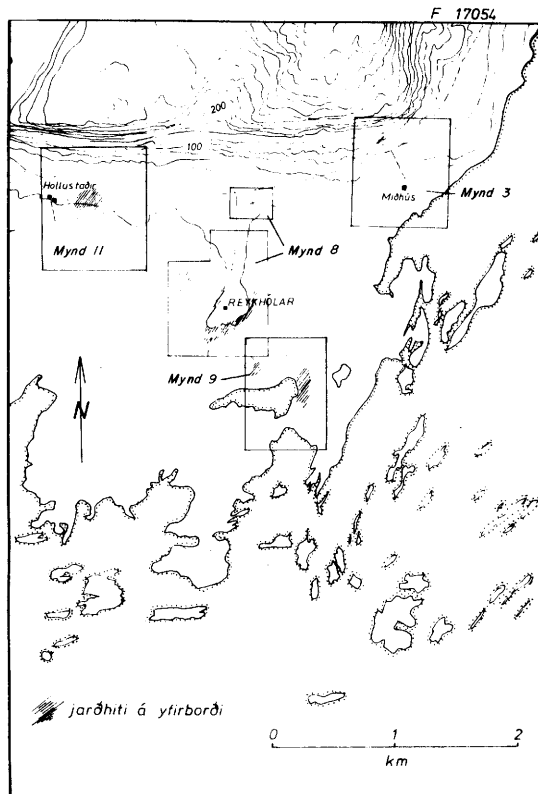 F 17054
200
100
Hollustaðir
Miðhús
Mynd 3
Mynd 8
Mynd 11
REYKHÓLAR
Mynd 9
N
jarðhiti á yfirborði
0 1 2
km